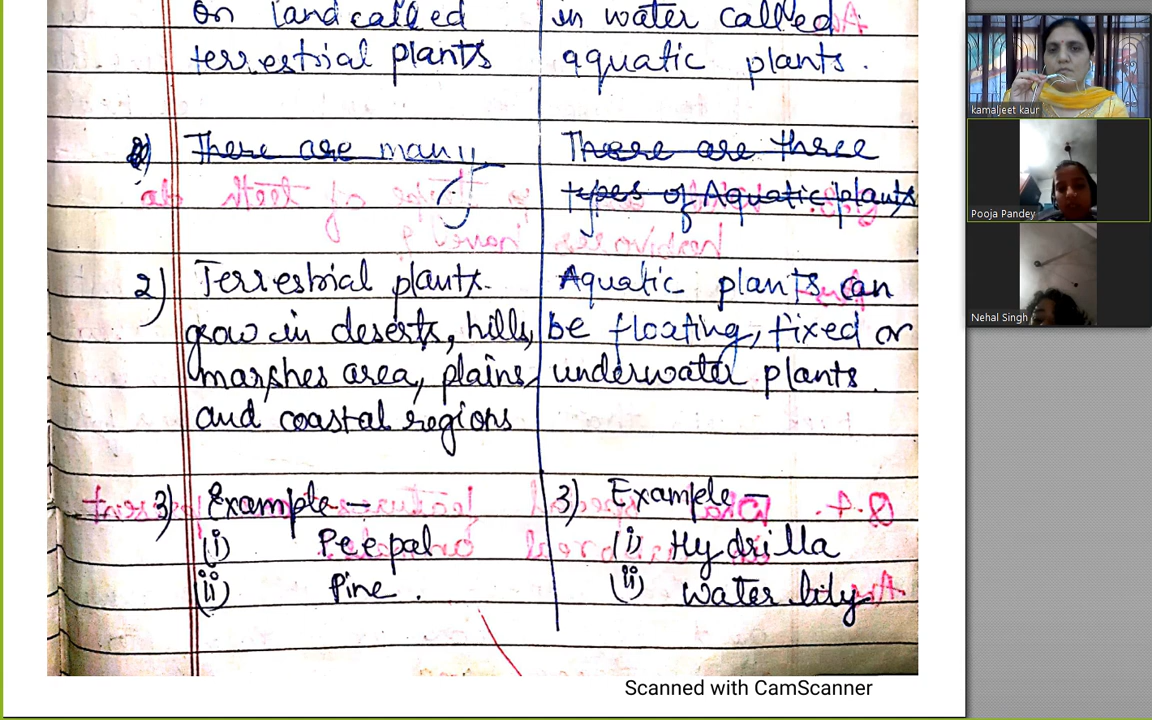 on land called
terrestrial plants
in water called
aquatic plants.
2) There are many
There are three
types of Aquatic plants
2) Terrestrial plants.
grow in deserts, hills,
marshes area, plains,
and coastal regions
Aquatic plants can
be floating, fixed or
underwater plants.
3) Example -
(i) Peepal
(ii) Pine.
3) Example -
(i) Hydrilla
(ii) Water lily
Scanned with CamScanner
kamaljeet kaur
Pooja Pandey
Nehal Singh